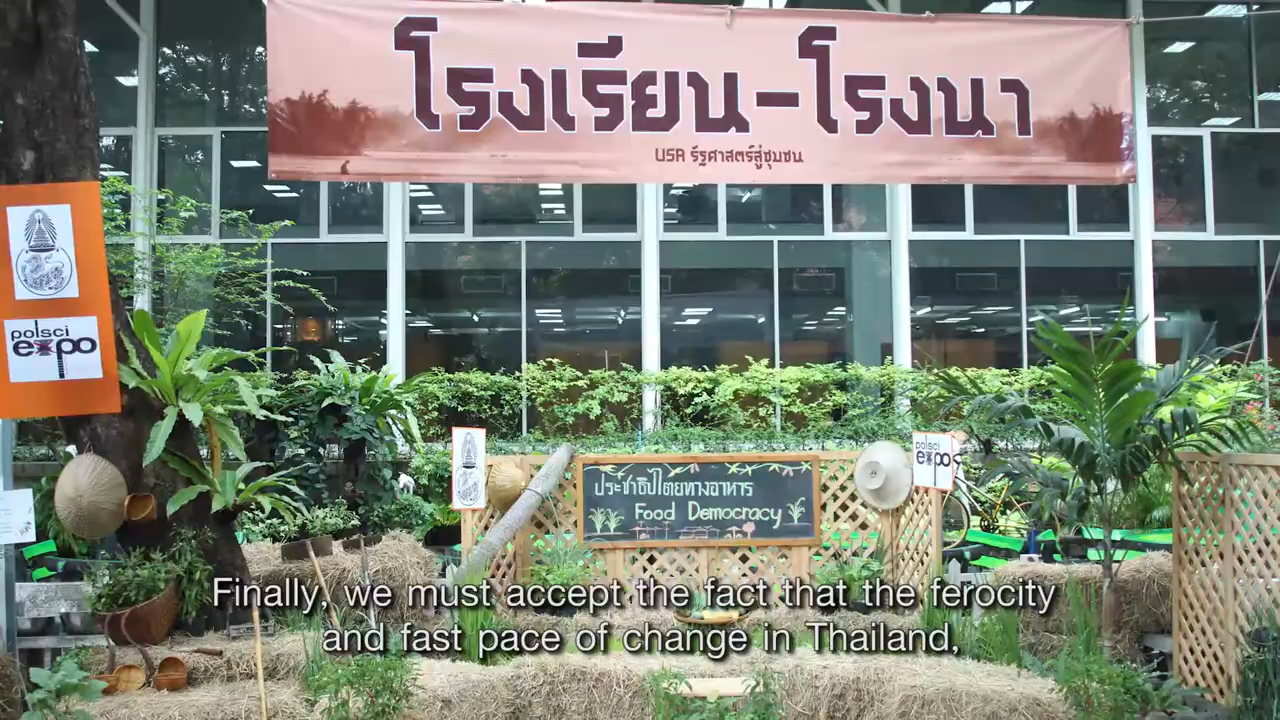 โรงเรียน-โรงนา
USR รัฐศาสตร์สู่ชุมชน
polsci
expo
polsci
expo
ประชาธิปไตยทางอาหาร
Food Democracy
Finally, we must accept the fact that the ferocity
and fast pace of change in Thailand,